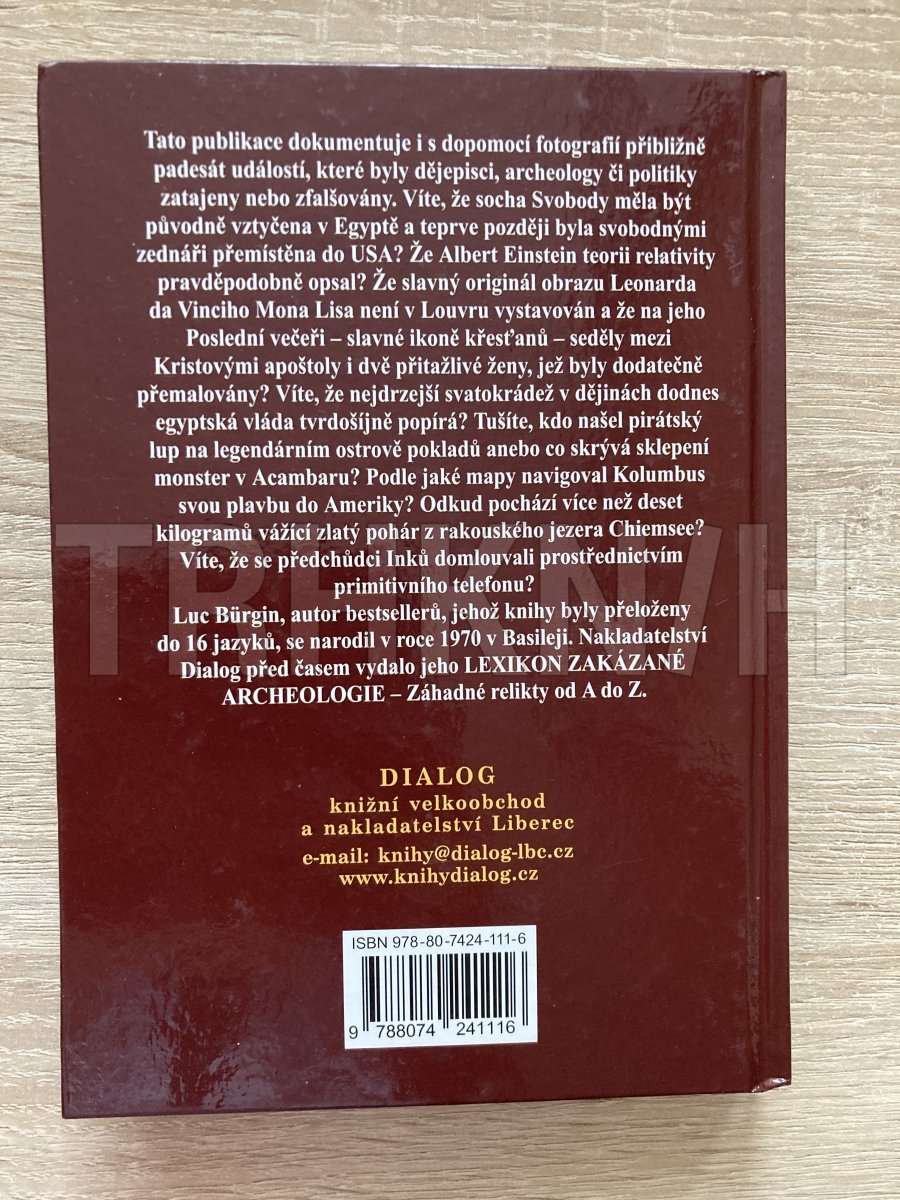 Tato publikace dokumentuje i s dopomocí fotografií přibližně
padesát událostí, které byly dějepisci, archeology či politiky
zatajeny nebo zfalšovány. Víte, že socha Svobody měla být
původně vztyčena v Egyptě a teprve později byla svobodnými
zednáři přemístěna do USA? Že Albert Einstein teorii relativity
pravděpodobně opsal? Že slavný originál obrazu Leonarda
da Vinciho Mona Lisa není v Louvru vystavován a že na jeho
Poslední večeři – slavné ikoně křesťanů – seděly mezi
Kristovými apoštoly i dvě přitažlivé ženy, jež byly dodatečně
přemalovány? Víte, že nejdrzejší svatokrádež v dějinách dodnes
egyptská vláda tvrdošíjně popírá? Tušíte, kdo našel pirátský
lup na legendárním ostrově pokladů anebo co skrývá sklepení
monster v Acambaru? Podle jaké mapy navigoval Kolumbus
svou plavbu do Ameriky? Odkud pochází více než deset
kilogramů vážící zlatý pohár z rakouského jezera Chiemsee?
Víte, že se předchůdci Inků domlouvali prostřednictvím
primitivního telefonu?
Luc Bürgin, autor bestsellerů, jehož knihy byly přeloženy
do 16 jazyků, se narodil v roce 1970 v Basileji. Nakladatelství
Dialog před časem vydalo jeho LEXIKON ZAKÁZANÉ
ARCHEOLOGIE – Záhadné relikty od A do Z.
DIALOG
knižní velkoobchod
a nakladatelství Liberec
e-mail: knihy@dialog-lbc.cz
www.knihydialog.cz
ISBN 978-80-7424-111-6
9 788074 241116